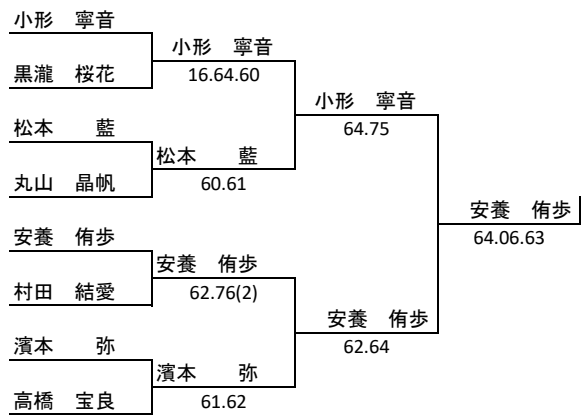 小形　寧音
小形　寧音
黒瀧　桜花
16.64.60
小形　寧音
松本　　藍
64.75
松本　　藍
丸山　晶帆
60.61
安養　侑歩
安養　侑歩
64.06.63
安養　侑歩
村田　結愛
62.76(2)
安養　侑歩
濱本　　弥
62.64
濱本　　弥
高橋　宝良
61.62